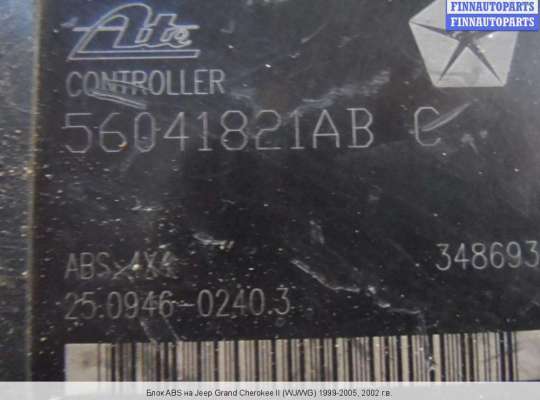 FINNAUTOPARTS
FINNAUTOPARTS
Ate
CONTROLLER
56041821AB C
ABS 4X4
348693
25.0946-0240.3
Блок ABS на Jeep Grand Cherokee II (WJ/WG) 1999-2005, 2002 г.в.